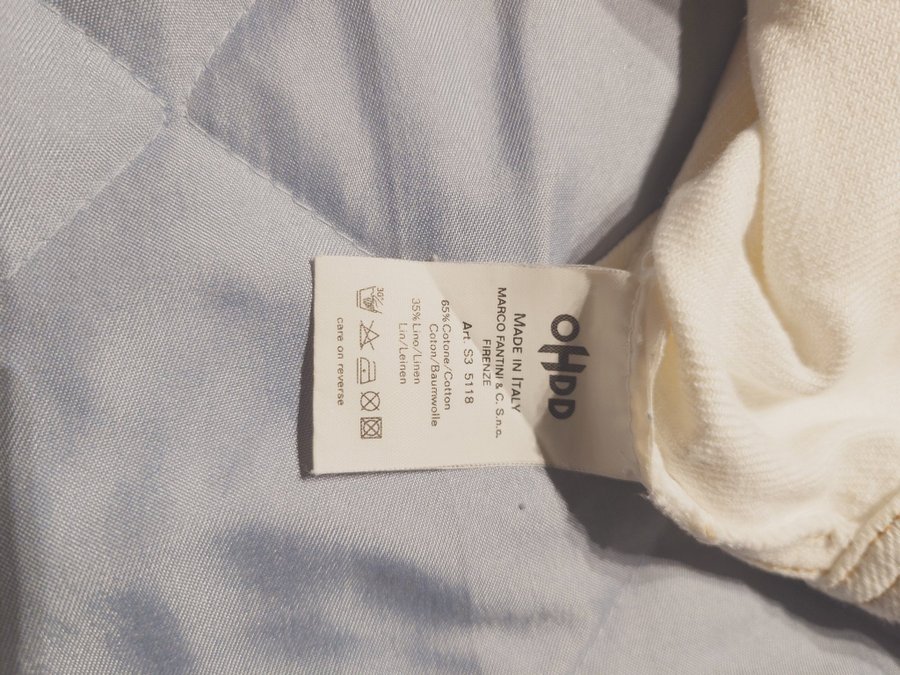 OHDD
MADE IN ITALY
MARCO FANTINI & C. S.n.c.
FIRENZE
Art. S3 5118
65% Cotone/Cotton
Coton/Baumwolle
35% Lino/Linen
Lin/Leinen
30°
care on reverse